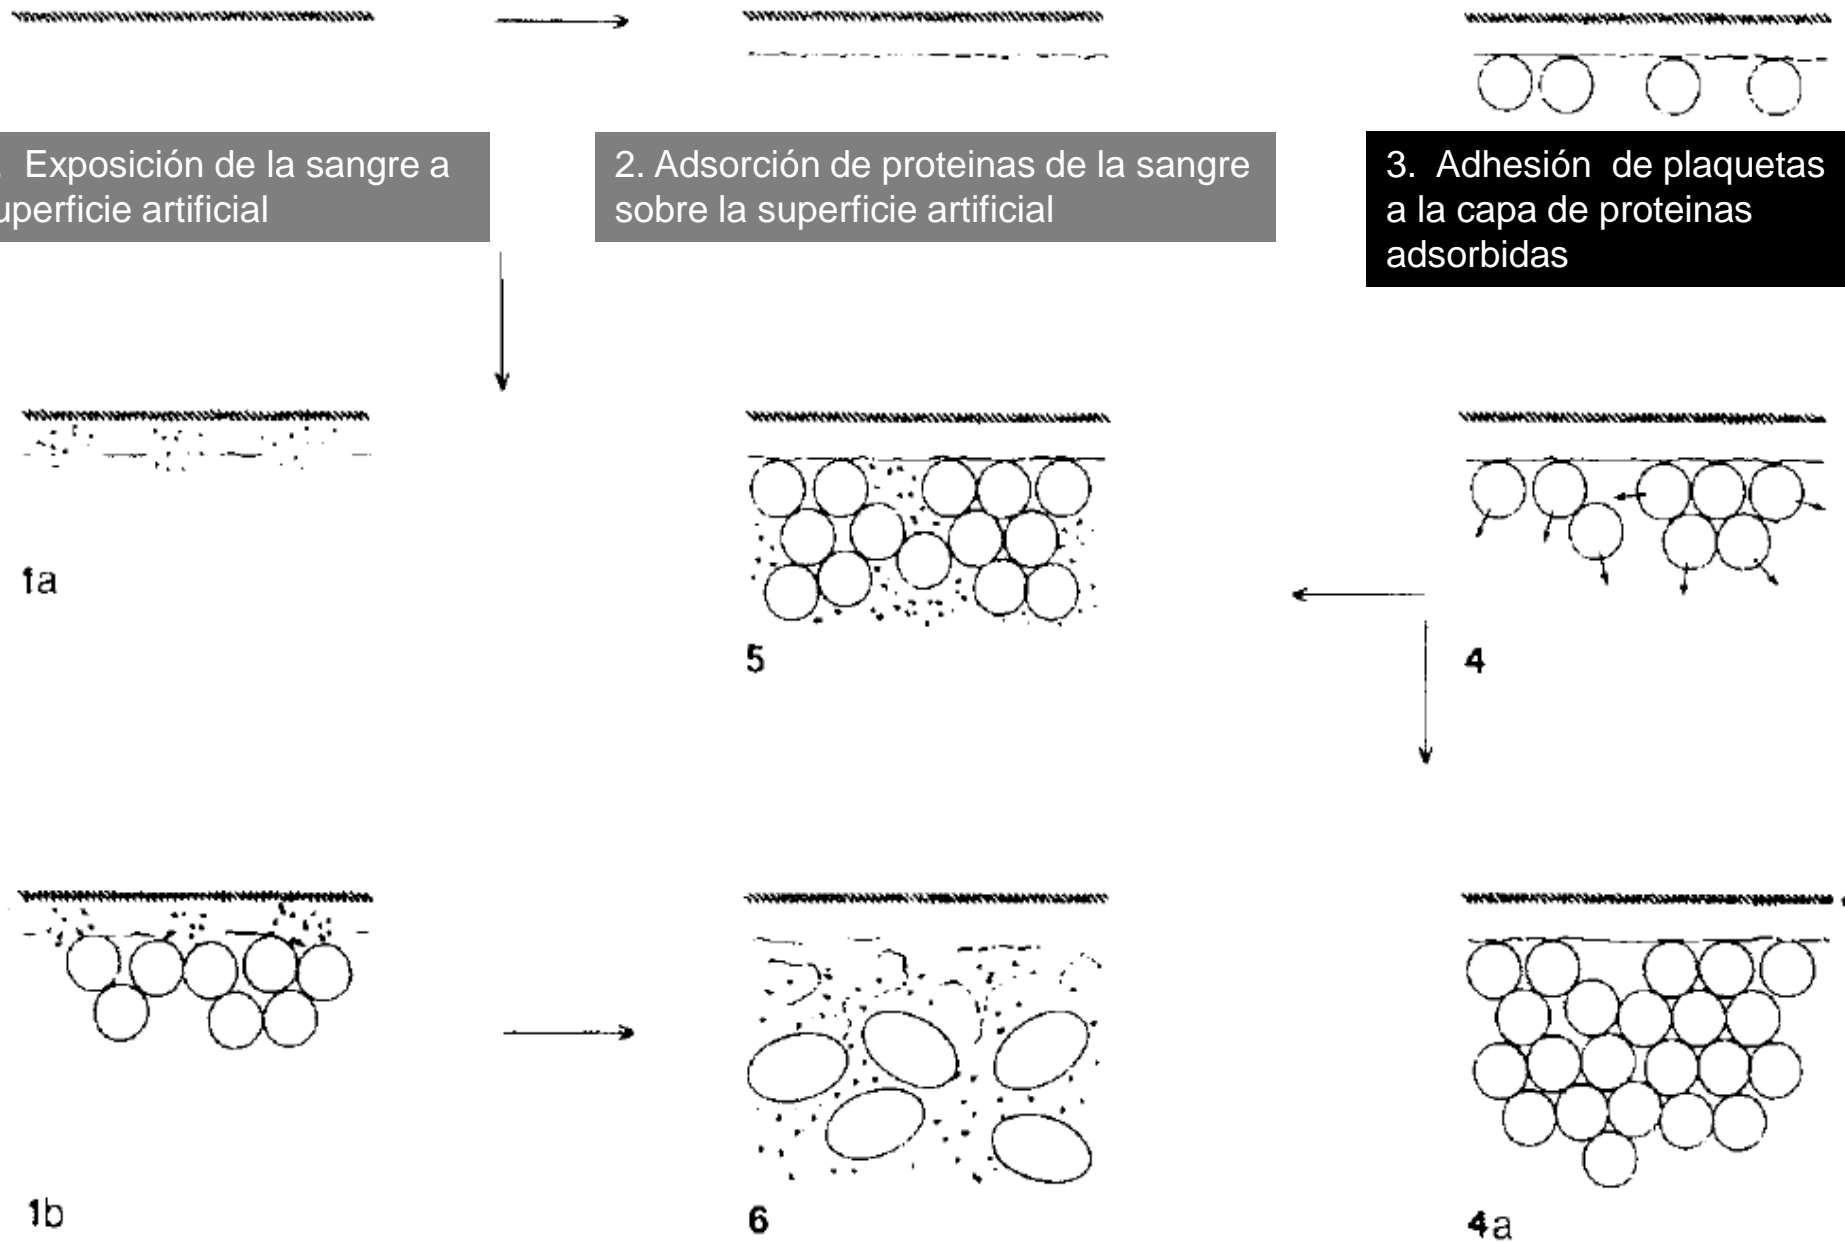 Exposición de la sangre a
uperficie artificial
2. Adsorción de proteinas de la sangre
sobre la superficie artificial
3. Adhesión de plaquetas
a la capa de proteinas
adsorbidas
1a
5
4
1b
6
4a